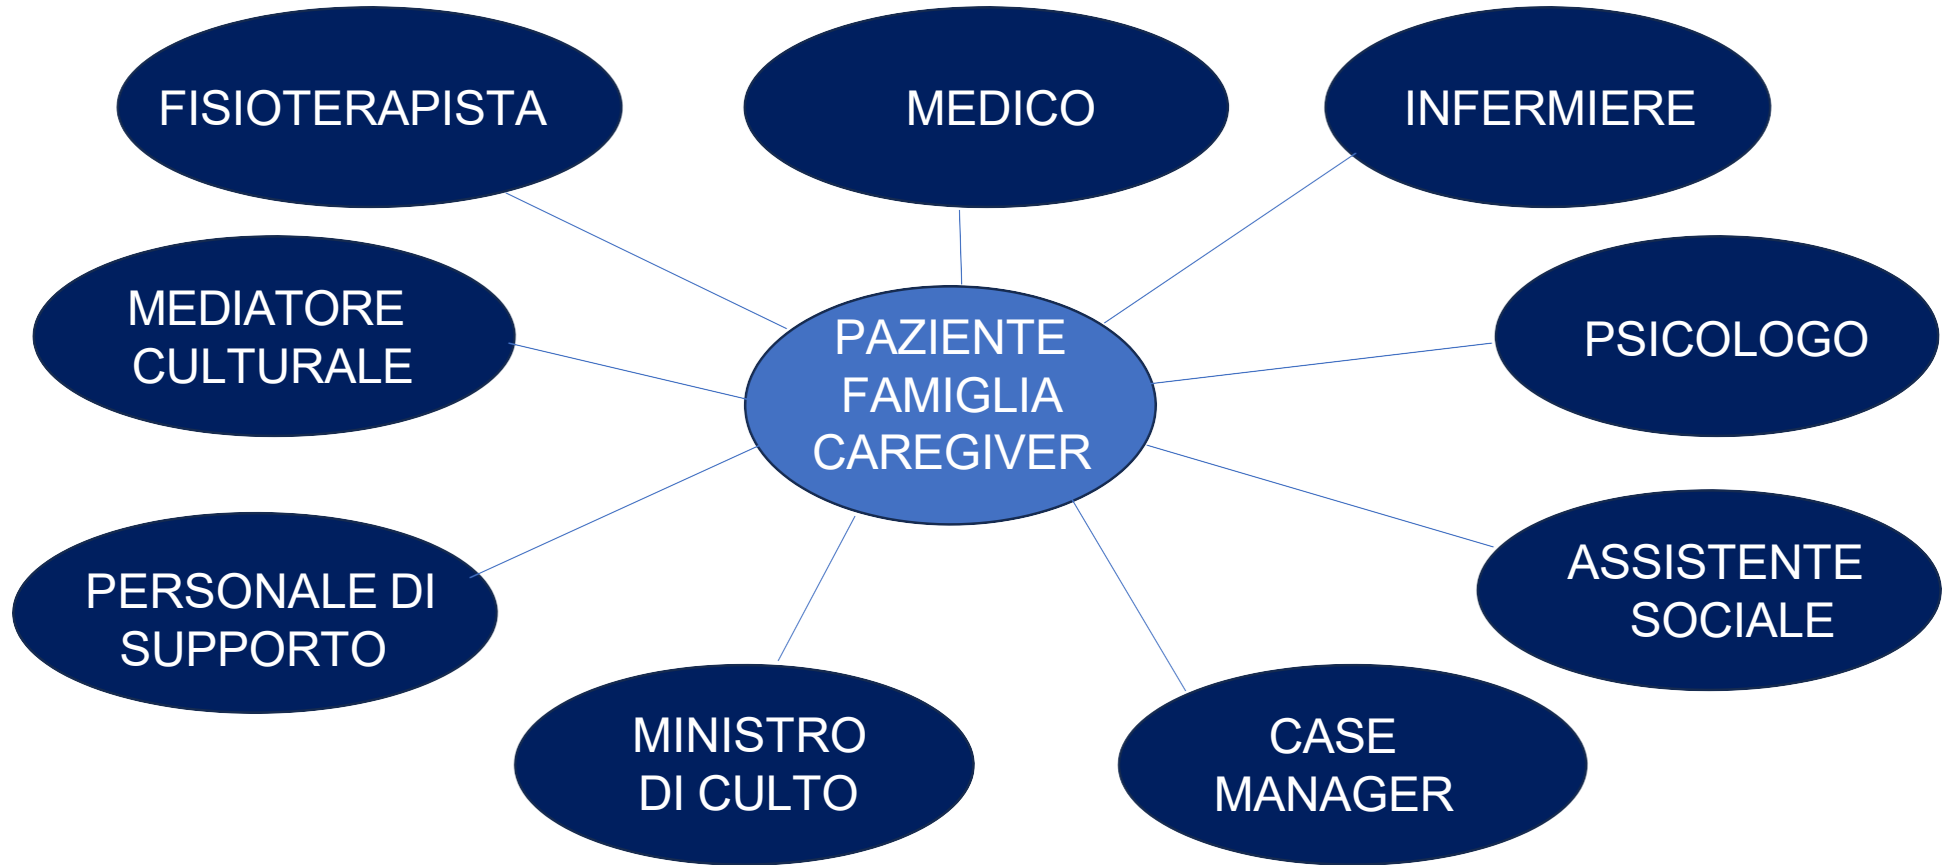 FISIOTERAPISTA
MEDICO
INFERMIERE
MEDIATORE
CULTURALE
PAZIENTE
FAMIGLIA
CAREGIVER
PSICOLOGO
PERSONALE DI
SUPPORTO
ASSISTENTE
SOCIALE
MINISTRO
DI CULTO
CASE
MANAGER